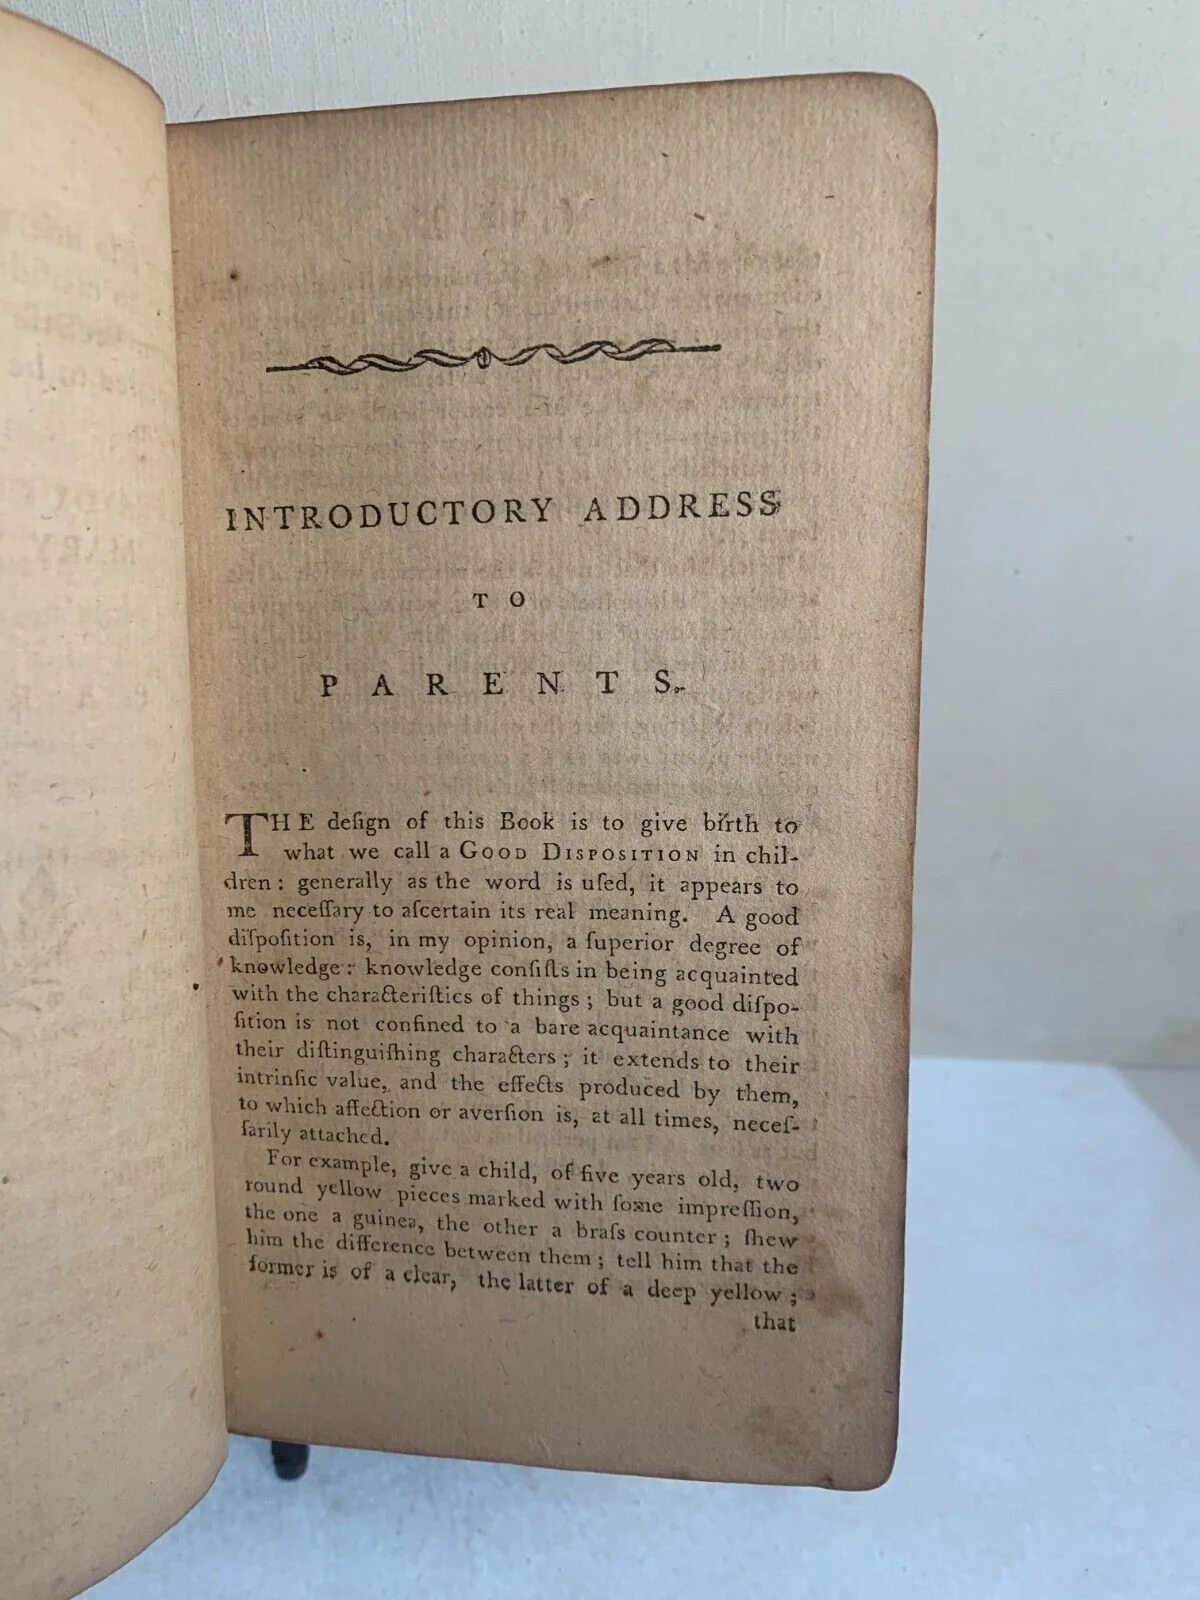 INTRODUCTORY ADDRESS
TO
PARENTS.
THE deſign of this Book is to give birth to
what we call a GOOD DISPOSITION in chil-
dren: generally as the word is uſed, it appears to
me neceſſary to aſcertain its real meaning. A good
diſpoſition is, in my opinion, a ſuperior degree of
knowledge: knowledge conſiſts in being acquainted
with the characteriſtics of things; but a good diſpo-
ſition is not confined to a bare acquaintance with
their diſtinguiſhing characters; it extends to their
intrinſic value, and the effects produced by them,
to which affection or averſion is, at all times, neceſ-
ſarily attached.
For example, give a child, of five years old, two
round yellow pieces marked with ſome impreſſion,
the one a guinea, the other a braſs counter; ſhew
him the difference between them; tell him that the
former is of a clear, the latter of a deep yellow;
that
MARY